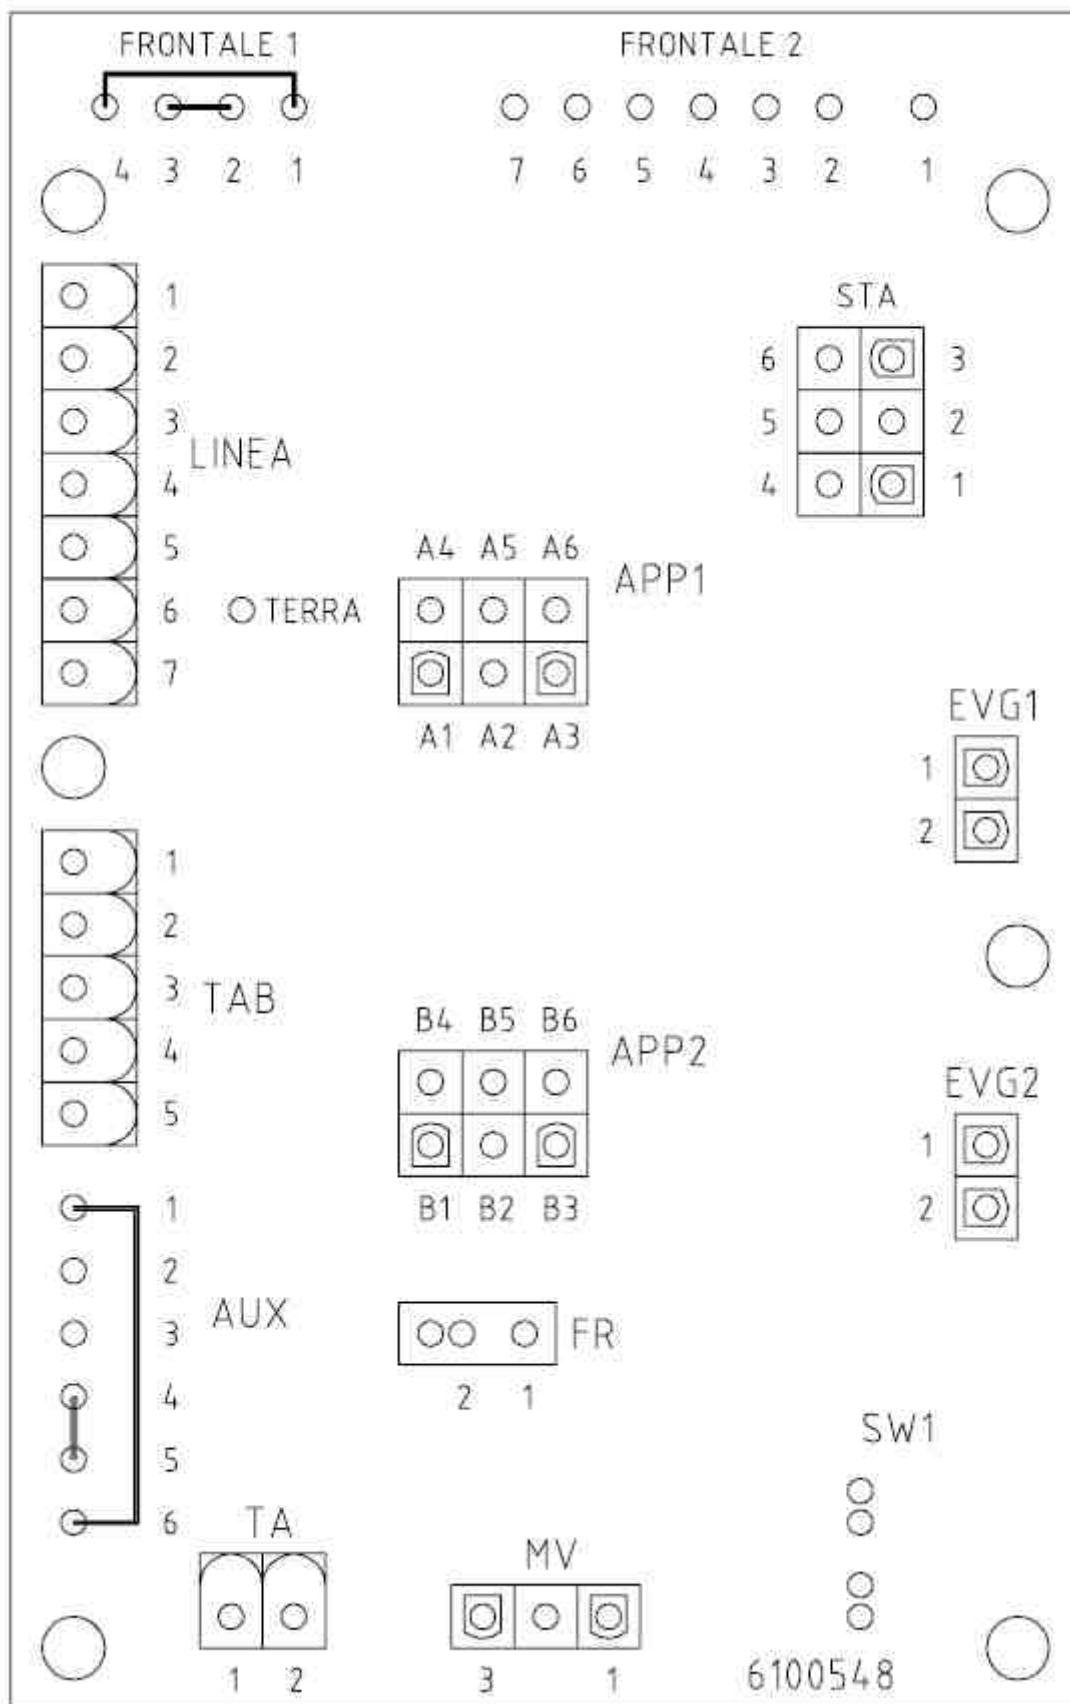 FRONTALE 1 FRONTALE 2
4 3 2 1 7 6 5 4 3 2 1
1
STA
2 6 3
3 5 2
LINEA
4 4 1
5 A4 A5 A6
APP1
6 TERRA
7
A1 A2 A3
EVG1
1
2
1
2
3 TAB
B4 B5 B6
4 APP2
EVG2
5 1
1 B1 B2 B3 2
2
AUX
3 FR
4 2 1
SW1
5
6 TA
MV
1 2 3 1 6100548